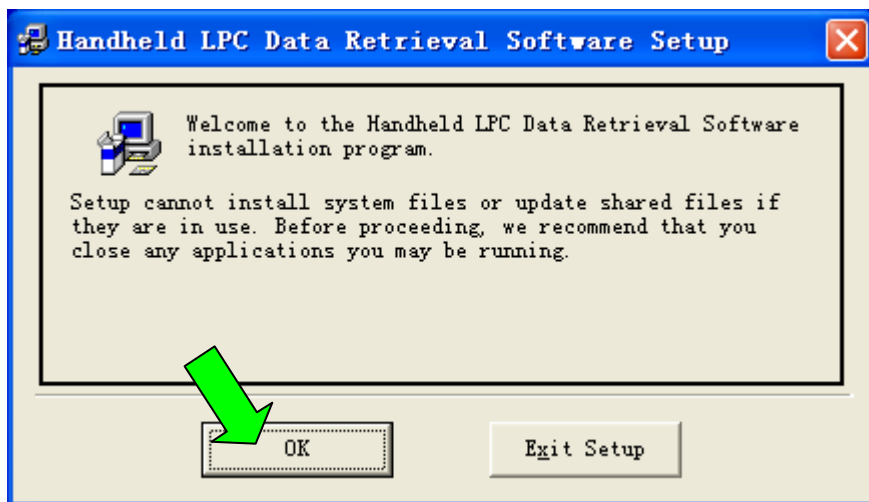 Handheld LPC Data Retrieval Software Setup
Welcome to the Handheld LPC Data Retrieval Software
installation program.
Setup cannot install system files or update shared files if
they are in use. Before proceeding, we recommend that you
close any applications you may be running.
OK
Exit Setup